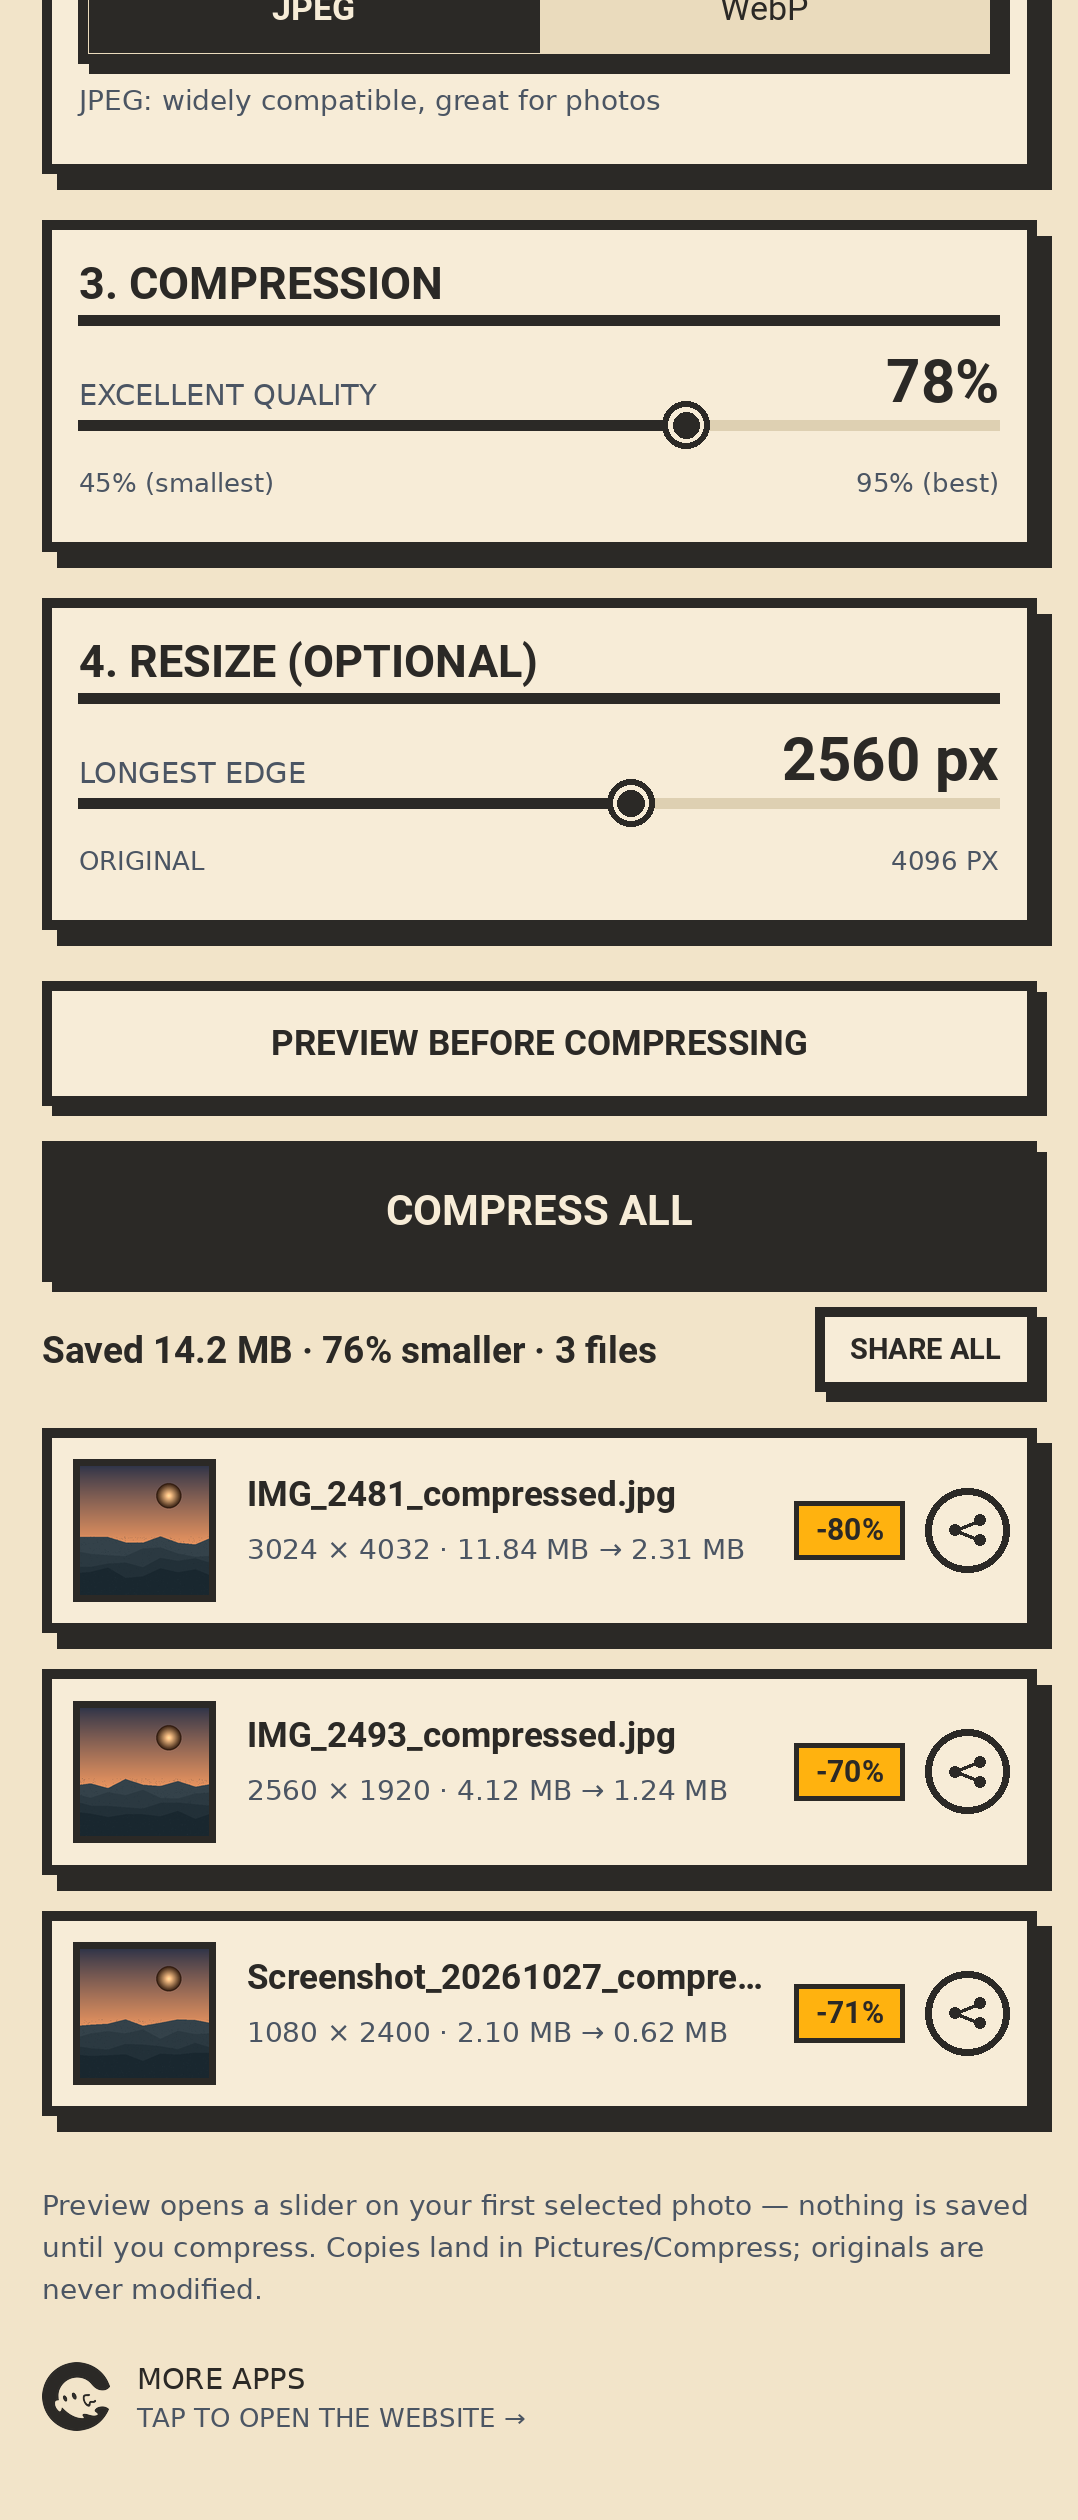 JPEG
WebP
JPEG: widely compatible, great for photos
3. COMPRESSION
EXCELLENT QUALITY
78%
45% (smallest)
95% (best)
4. RESIZE (OPTIONAL)
LONGEST EDGE
2560 px
ORIGINAL
4096 PX
PREVIEW BEFORE COMPRESSING
COMPRESS ALL
Saved 14.2 MB · 76% smaller · 3 files
SHARE ALL
IMG_2481_compressed.jpg
3024 × 4032 · 11.84 MB → 2.31 MB
-80%
IMG_2493_compressed.jpg
2560 × 1920 · 4.12 MB → 1.24 MB
-70%
Screenshot_20261027_compre…
1080 × 2400 · 2.10 MB → 0.62 MB
-71%
Preview opens a slider on your first selected photo — nothing is saved
until you compress. Copies land in Pictures/Compress; originals are
never modified.
MORE APPS
TAP TO OPEN THE WEBSITE →